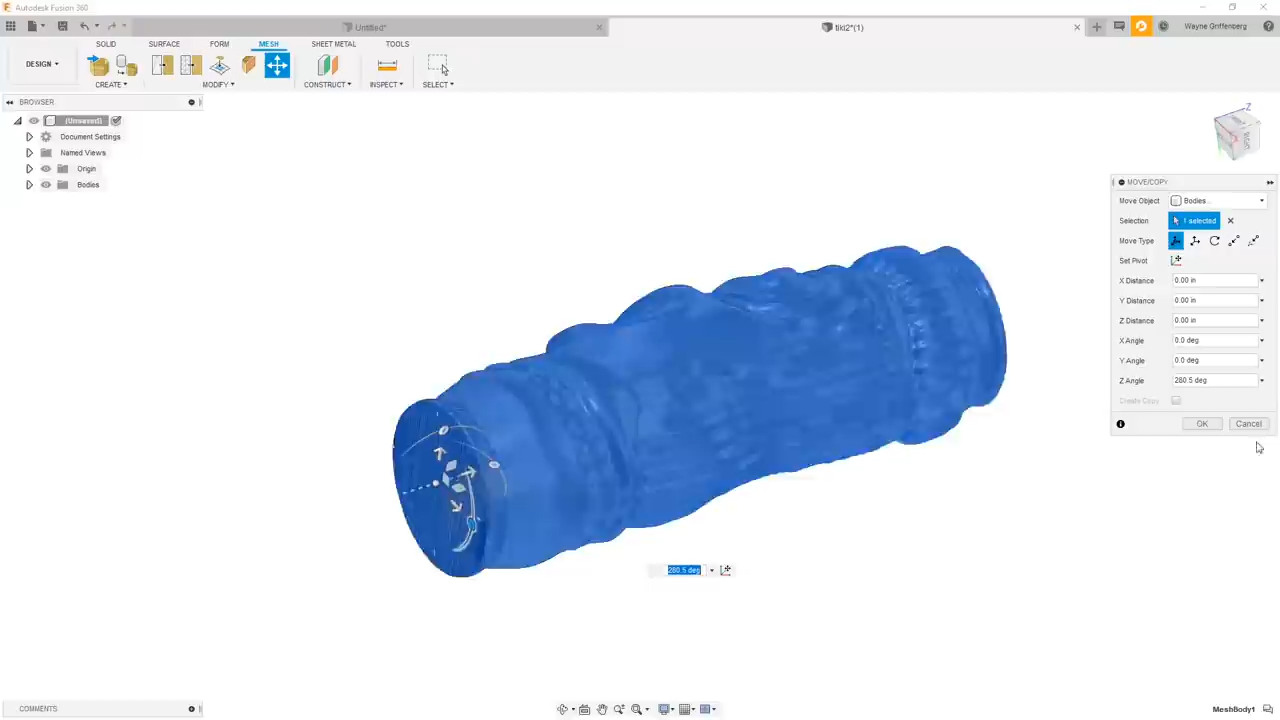 Autodesk Fusion 360
Untitled*
tiki2*(1)
Wayne Griffenberg
SOLID
SURFACE
FORM
MESH
SHEET METAL
TOOLS
DESIGN
CREATE
MODIFY
CONSTRUCT
INSPECT
SELECT
BROWSER
(Unsaved)
Document Settings
Named Views
Origin
Bodies
Z
MOVE/COPY
Move Object
Bodies
Selection
1 selected
Move Type
Set Pivot
X Distance
0.00 in
Y Distance
0.00 in
Z Distance
0.00 in
X Angle
0.0 deg
Y Angle
0.0 deg
Z Angle
280.5 deg
Create Copy
OK
Cancel
280.5 deg
COMMENTS
MeshBody1